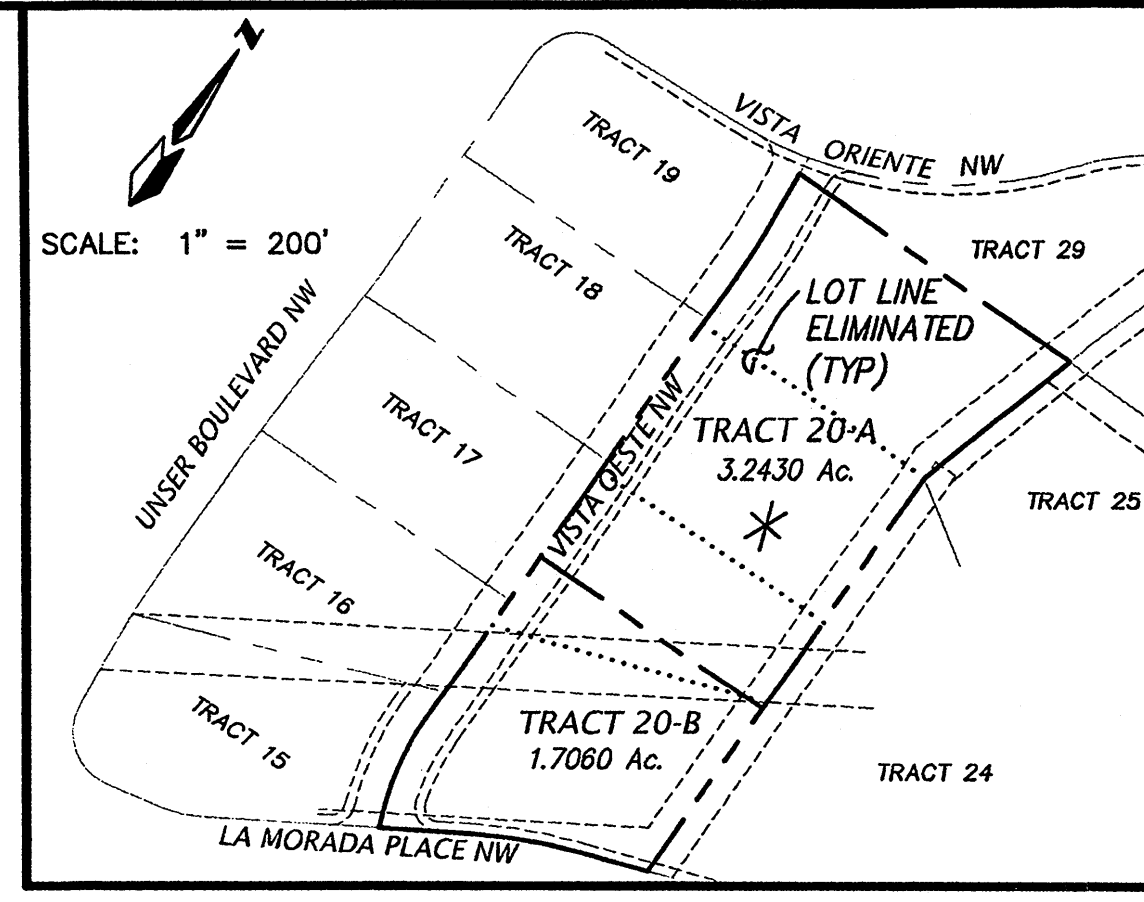 N
SCALE: 1" = 200'
UNSER BOULEVARD NW
TRACT 19
TRACT 18
TRACT 17
TRACT 16
TRACT 15
VISTA ORIENTE NW
TRACT 29
LOT LINE
ELIMINATED
(TYP)
VISTA OESTE NW
TRACT 20-A
3.2430 Ac.
TRACT 25
TRACT 20-B
1.7060 Ac.
TRACT 24
LA MORADA PLACE NW